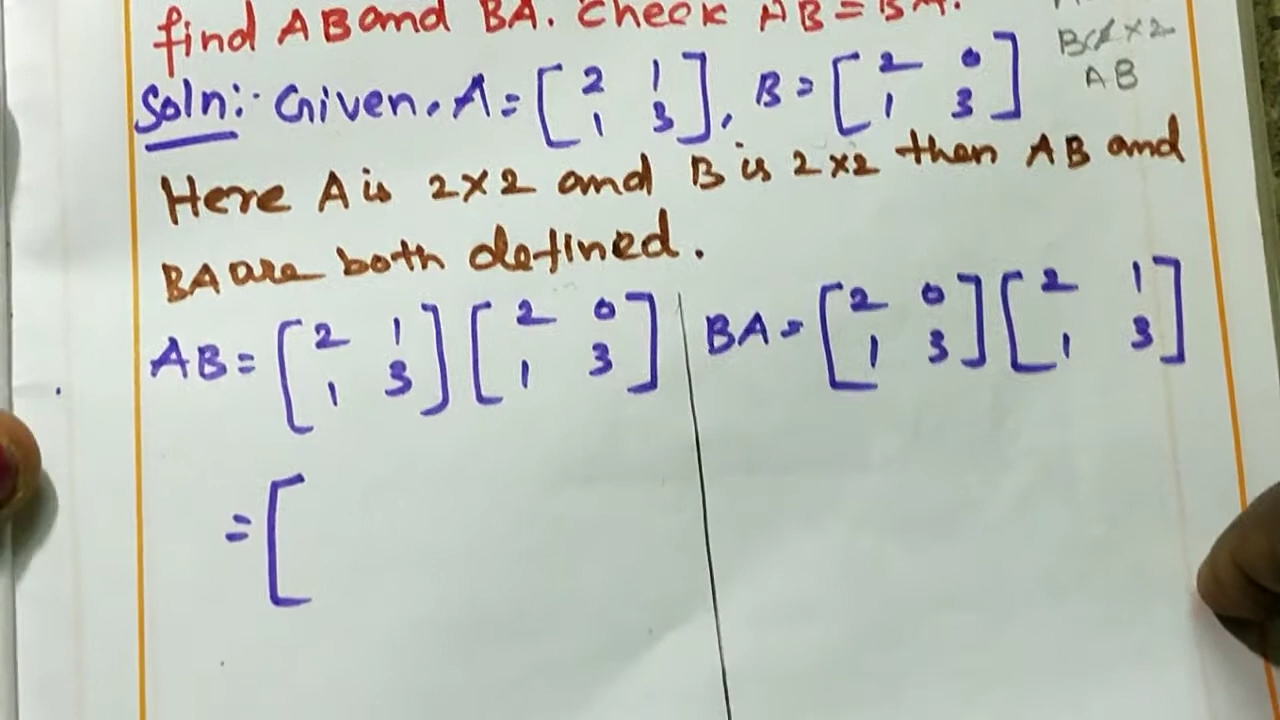 find AB and BA. Check AB = BA.
B 2×2
AB
Soln:- Given, A = [2 1
1 3], B = [2 0
1 3]
Here A is 2×2 and B is 2×2 then AB and
BA are both defined.
AB = [2 1
1 3] [2 0
1 3]
BA = [2 0
1 3] [2 1
1 3]
= [